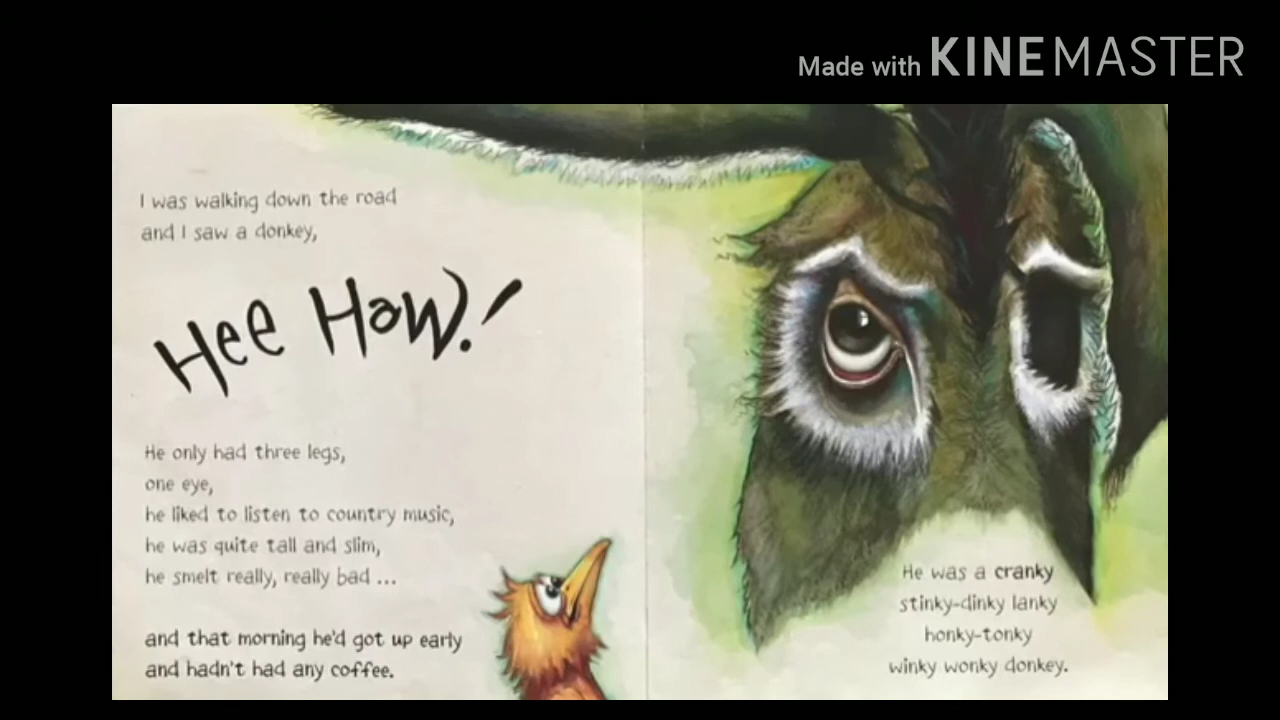 Made with KINEMASTER
I was walking down the road
and I saw a donkey,
Hee Haw!
He only had three legs,
one eye,
he liked to listen to country music,
he was quite tall and slim,
he smelt really, really bad ...
and that morning he'd got up early
and hadn't had any coffee.
He was a cranky
stinky-dinky lanky
honky-tonky
winky wonky donkey.